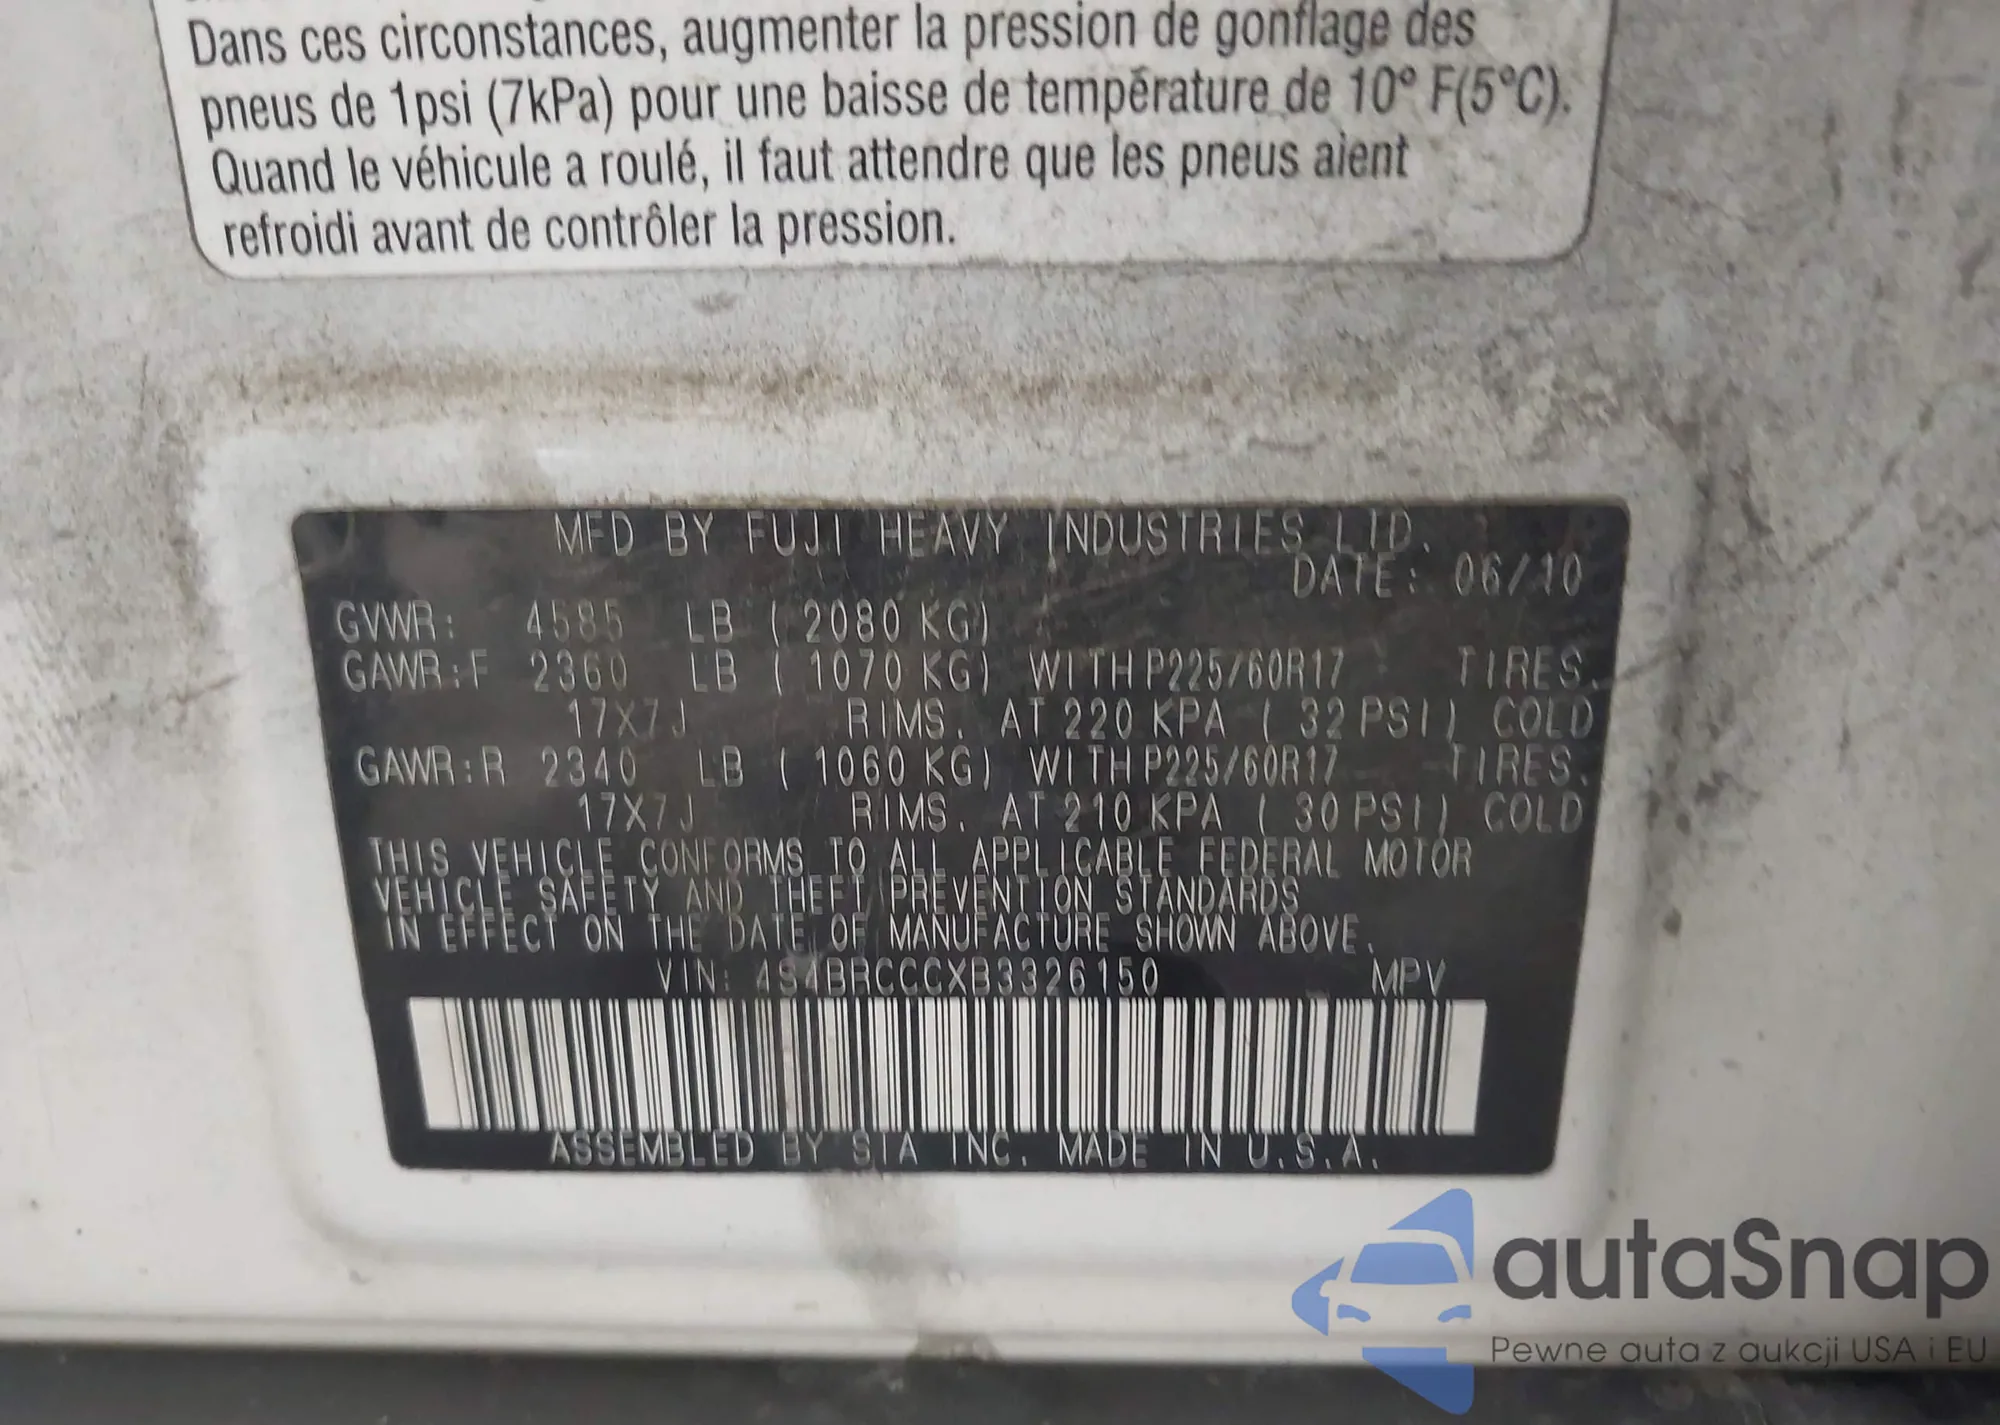 Dans ces circonstances, augmenter la pression de gonflage des
pneus de 1psi (7kPa) pour une baisse de température de 10° F(5°C).
Quand le véhicule a roulé, il faut attendre que les pneus aient
refroidi avant de contrôler la pression.
MFD BY FUJI HEAVY INDUSTRIES LTD.
DATE: 06/10
GVWR: 4585 LB ( 2080 KG)
GAWR:F 2360 LB ( 1070 KG) WITH P225/60R17 TIRES,
17X7J RIMS, AT 220 KPA ( 32 PSI) COLD
GAWR:R 2340 LB ( 1060 KG) WITH P225/60R17 TIRES,
17X7J RIMS, AT 210 KPA ( 30 PSI) COLD
THIS VEHICLE CONFORMS TO ALL APPLICABLE FEDERAL MOTOR
VEHICLE SAFETY AND THEFT PREVENTION STANDARDS
IN EFFECT ON THE DATE OF MANUFACTURE SHOWN ABOVE.
VIN: 4S4BRCCCXB3326150 MPV
ASSEMBLED BY SIA INC. MADE IN U.S.A.
autaSnap
Pewne auta z aukcji USA i EU